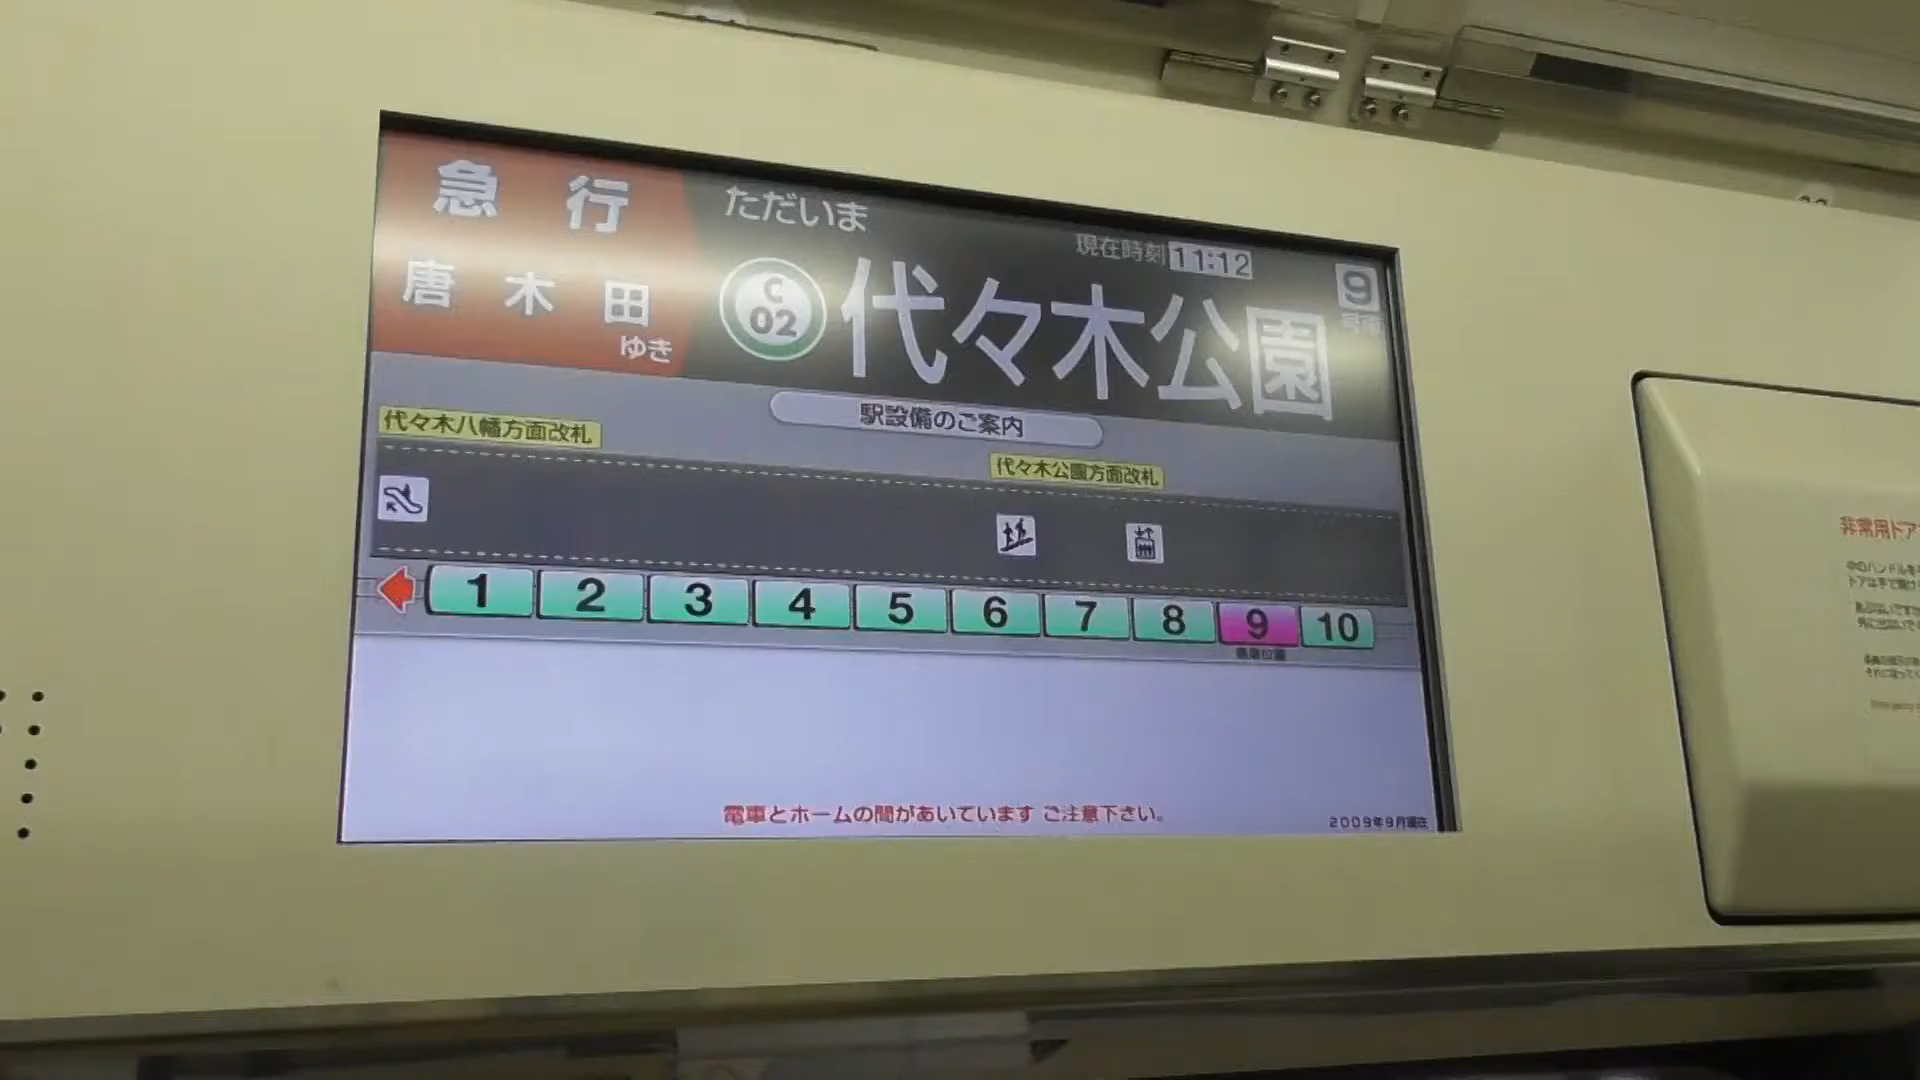 急行
唐木田
ゆき
ただいま
現在時刻 11:12
C
02
代々木公園
9
号車
駅設備のご案内
代々木八幡方面改札
代々木公園方面改札
1 2 3 4 5 6 7 8 9 10
電車とホームの間があいています ご注意下さい。
2009年9月現在
非常用ドア